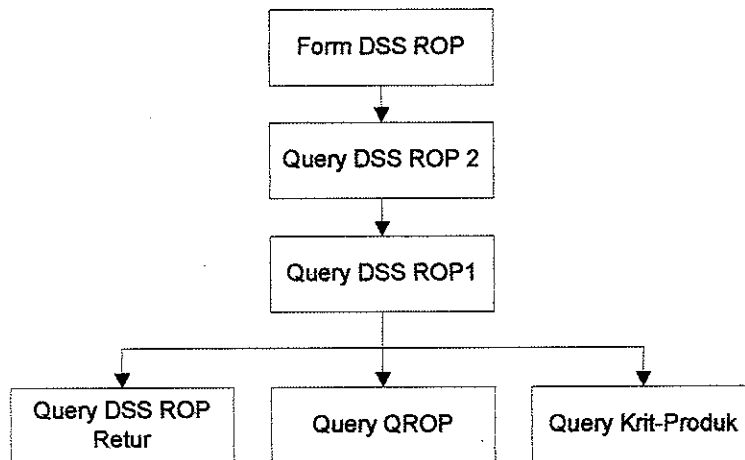 Form DSS ROP
Query DSS ROP 2
Query DSS ROP1
Query DSS ROP
Retur
Query QROP
Query Krit-Produk